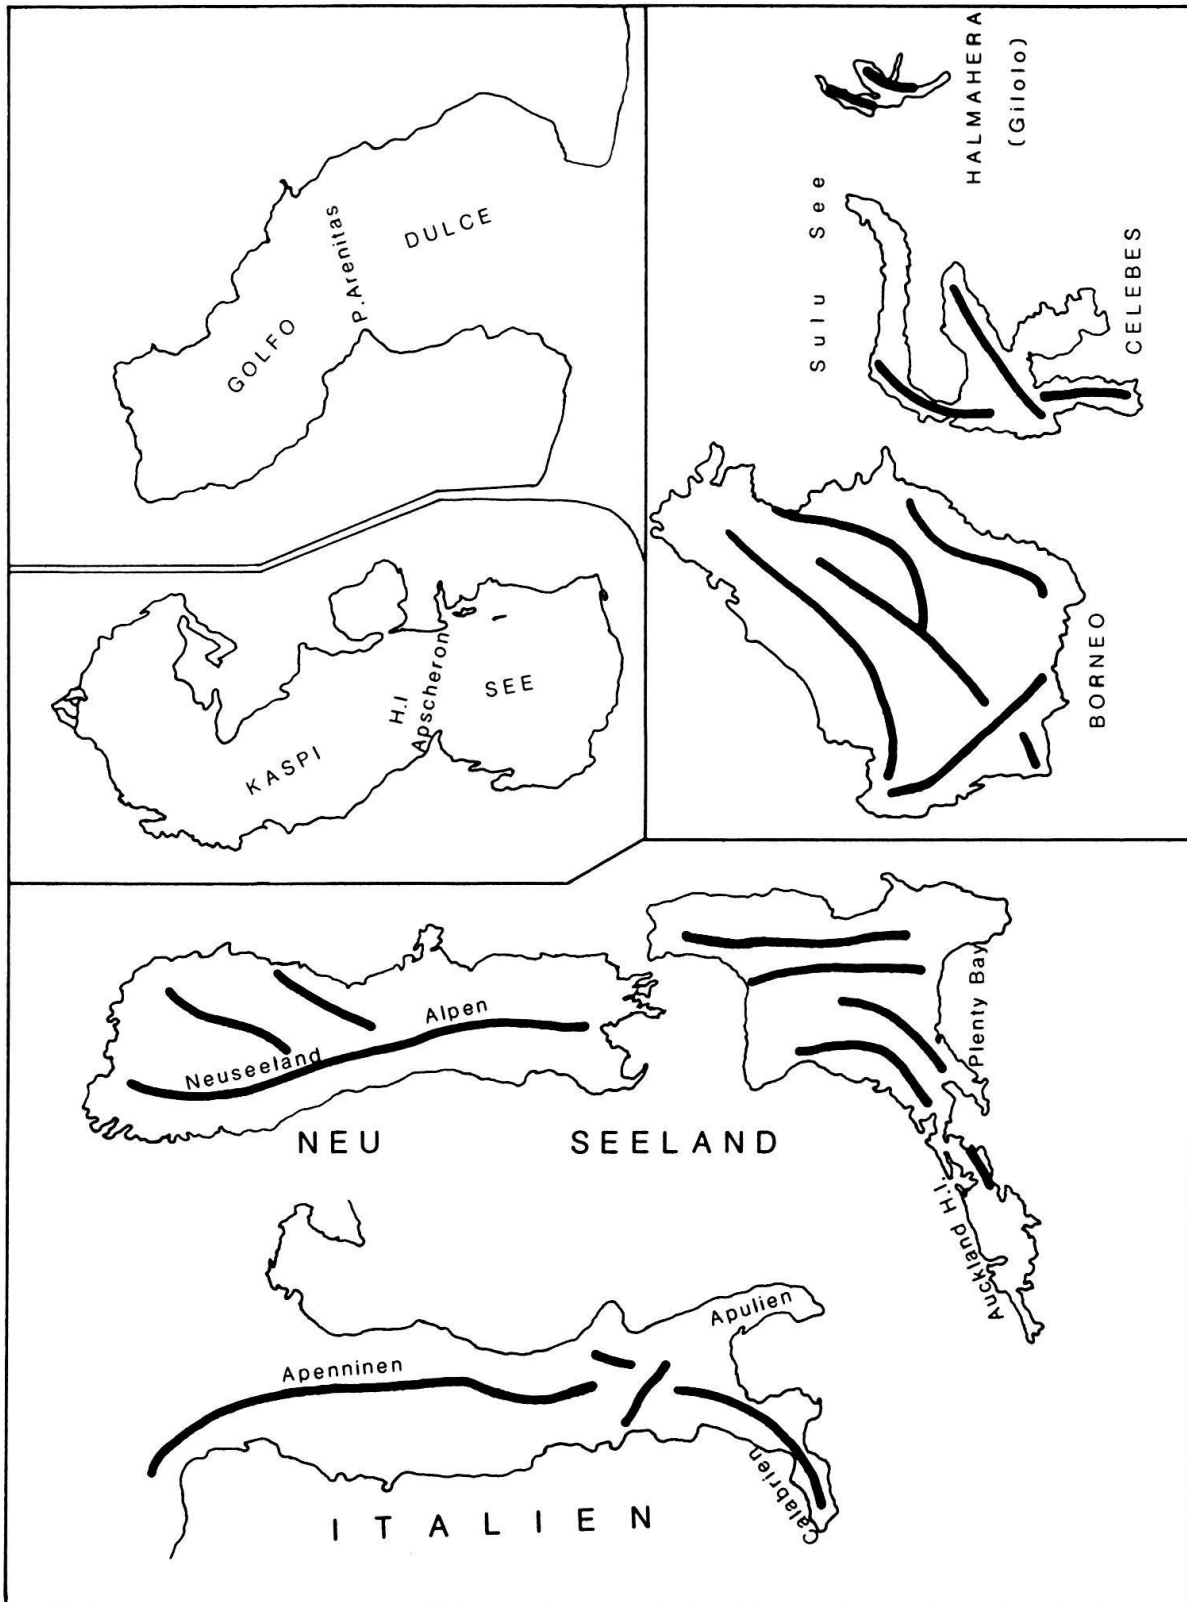 GOLFO
DULCE
P.Arenitas
HALMAHERA
(Gilolo)
Sulu See
CELEBES
BORNEO
KASPI
SEE
H.I
Apscheron
Neuseeland
Alpen
NEU SEELAND
Plenty Bay
Auckland H.I.
Apenninen
Apulien
Calabrien
ITALIEN